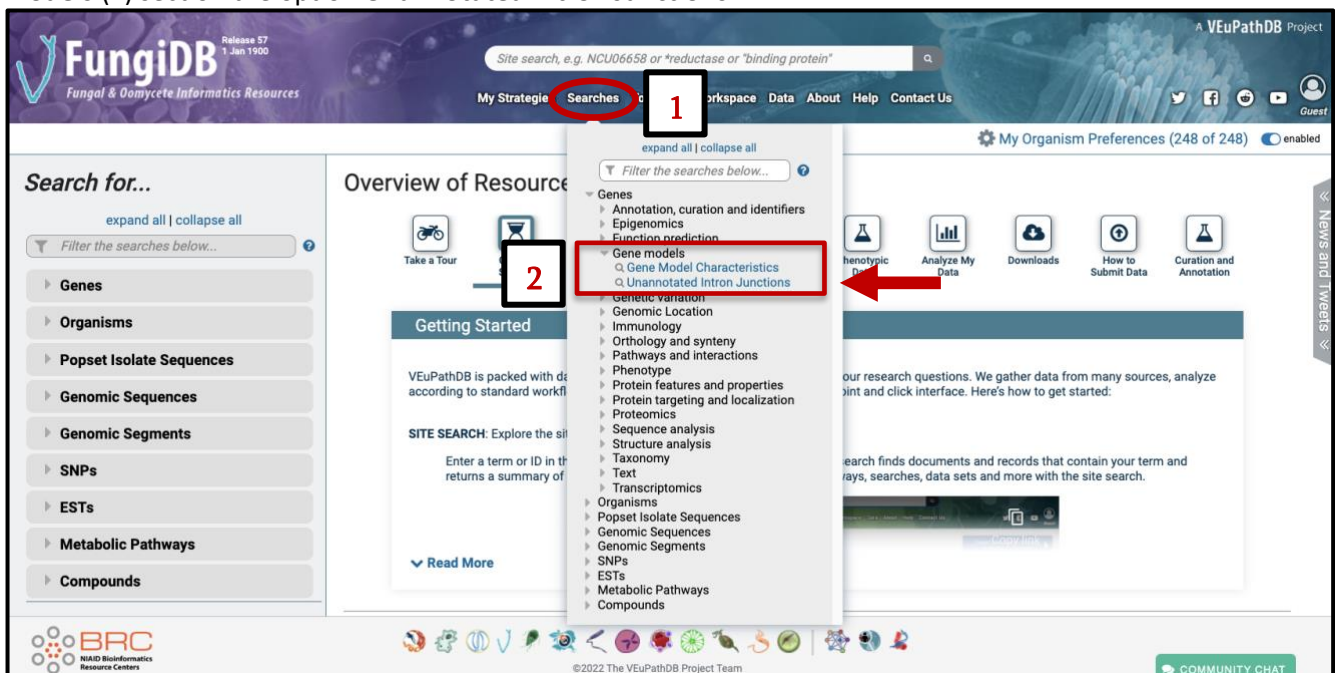 FungiDB
Release 57
1 Jan 1900
Fungal & Oomycete Informatics Resources
A VEuPathDB Project
Site search, e.g. NCU06658 or *reductase or "binding protein"
My Strategie Searches To rkspace Data About Help Contact Us
Guest
1
My Organism Preferences (248 of 248) enabled
Search for...
expand all | collapse all
Filter the searches below...
Genes
Organisms
Popset Isolate Sequences
Genomic Sequences
Genomic Segments
SNPs
ESTs
Metabolic Pathways
Compounds
expand all | collapse all
Filter the searches below...
Genes
Annotation, curation and identifiers
Epigenomics
Function prediction
Gene models
Gene Model Characteristics
Unannotated Intron Junctions
Genetic variation
Genomic Location
Immunology
Orthology and synteny
Pathways and interactions
Phenotype
Protein features and properties
Protein targeting and localization
Proteomics
Sequence analysis
Structure analysis
Taxonomy
Text
Transcriptomics
Organisms
Popset Isolate Sequences
Genomic Sequences
Genomic Segments
SNPs
ESTs
Metabolic Pathways
Compounds
2
Overview of Resource
Take a Tour
henotypic
Analyze My
Data
Downloads
How to
Submit Data
Curation and
Annotation
News and Tweets
Getting Started
VEuPathDB is packed with da our research questions. We gather data from many sources, analyze
according to standard workfl oint and click interface. Here's how to get started:
SITE SEARCH: Explore the sit
Enter a term or ID in th search finds documents and records that contain your term and
returns a summary of ways, searches, data sets and more with the site search.
Read More
BRC
NIAID Bioinformatics
Resource Centers
©2022 The VEuPathDB Project Team
COMMUNITY CHAT